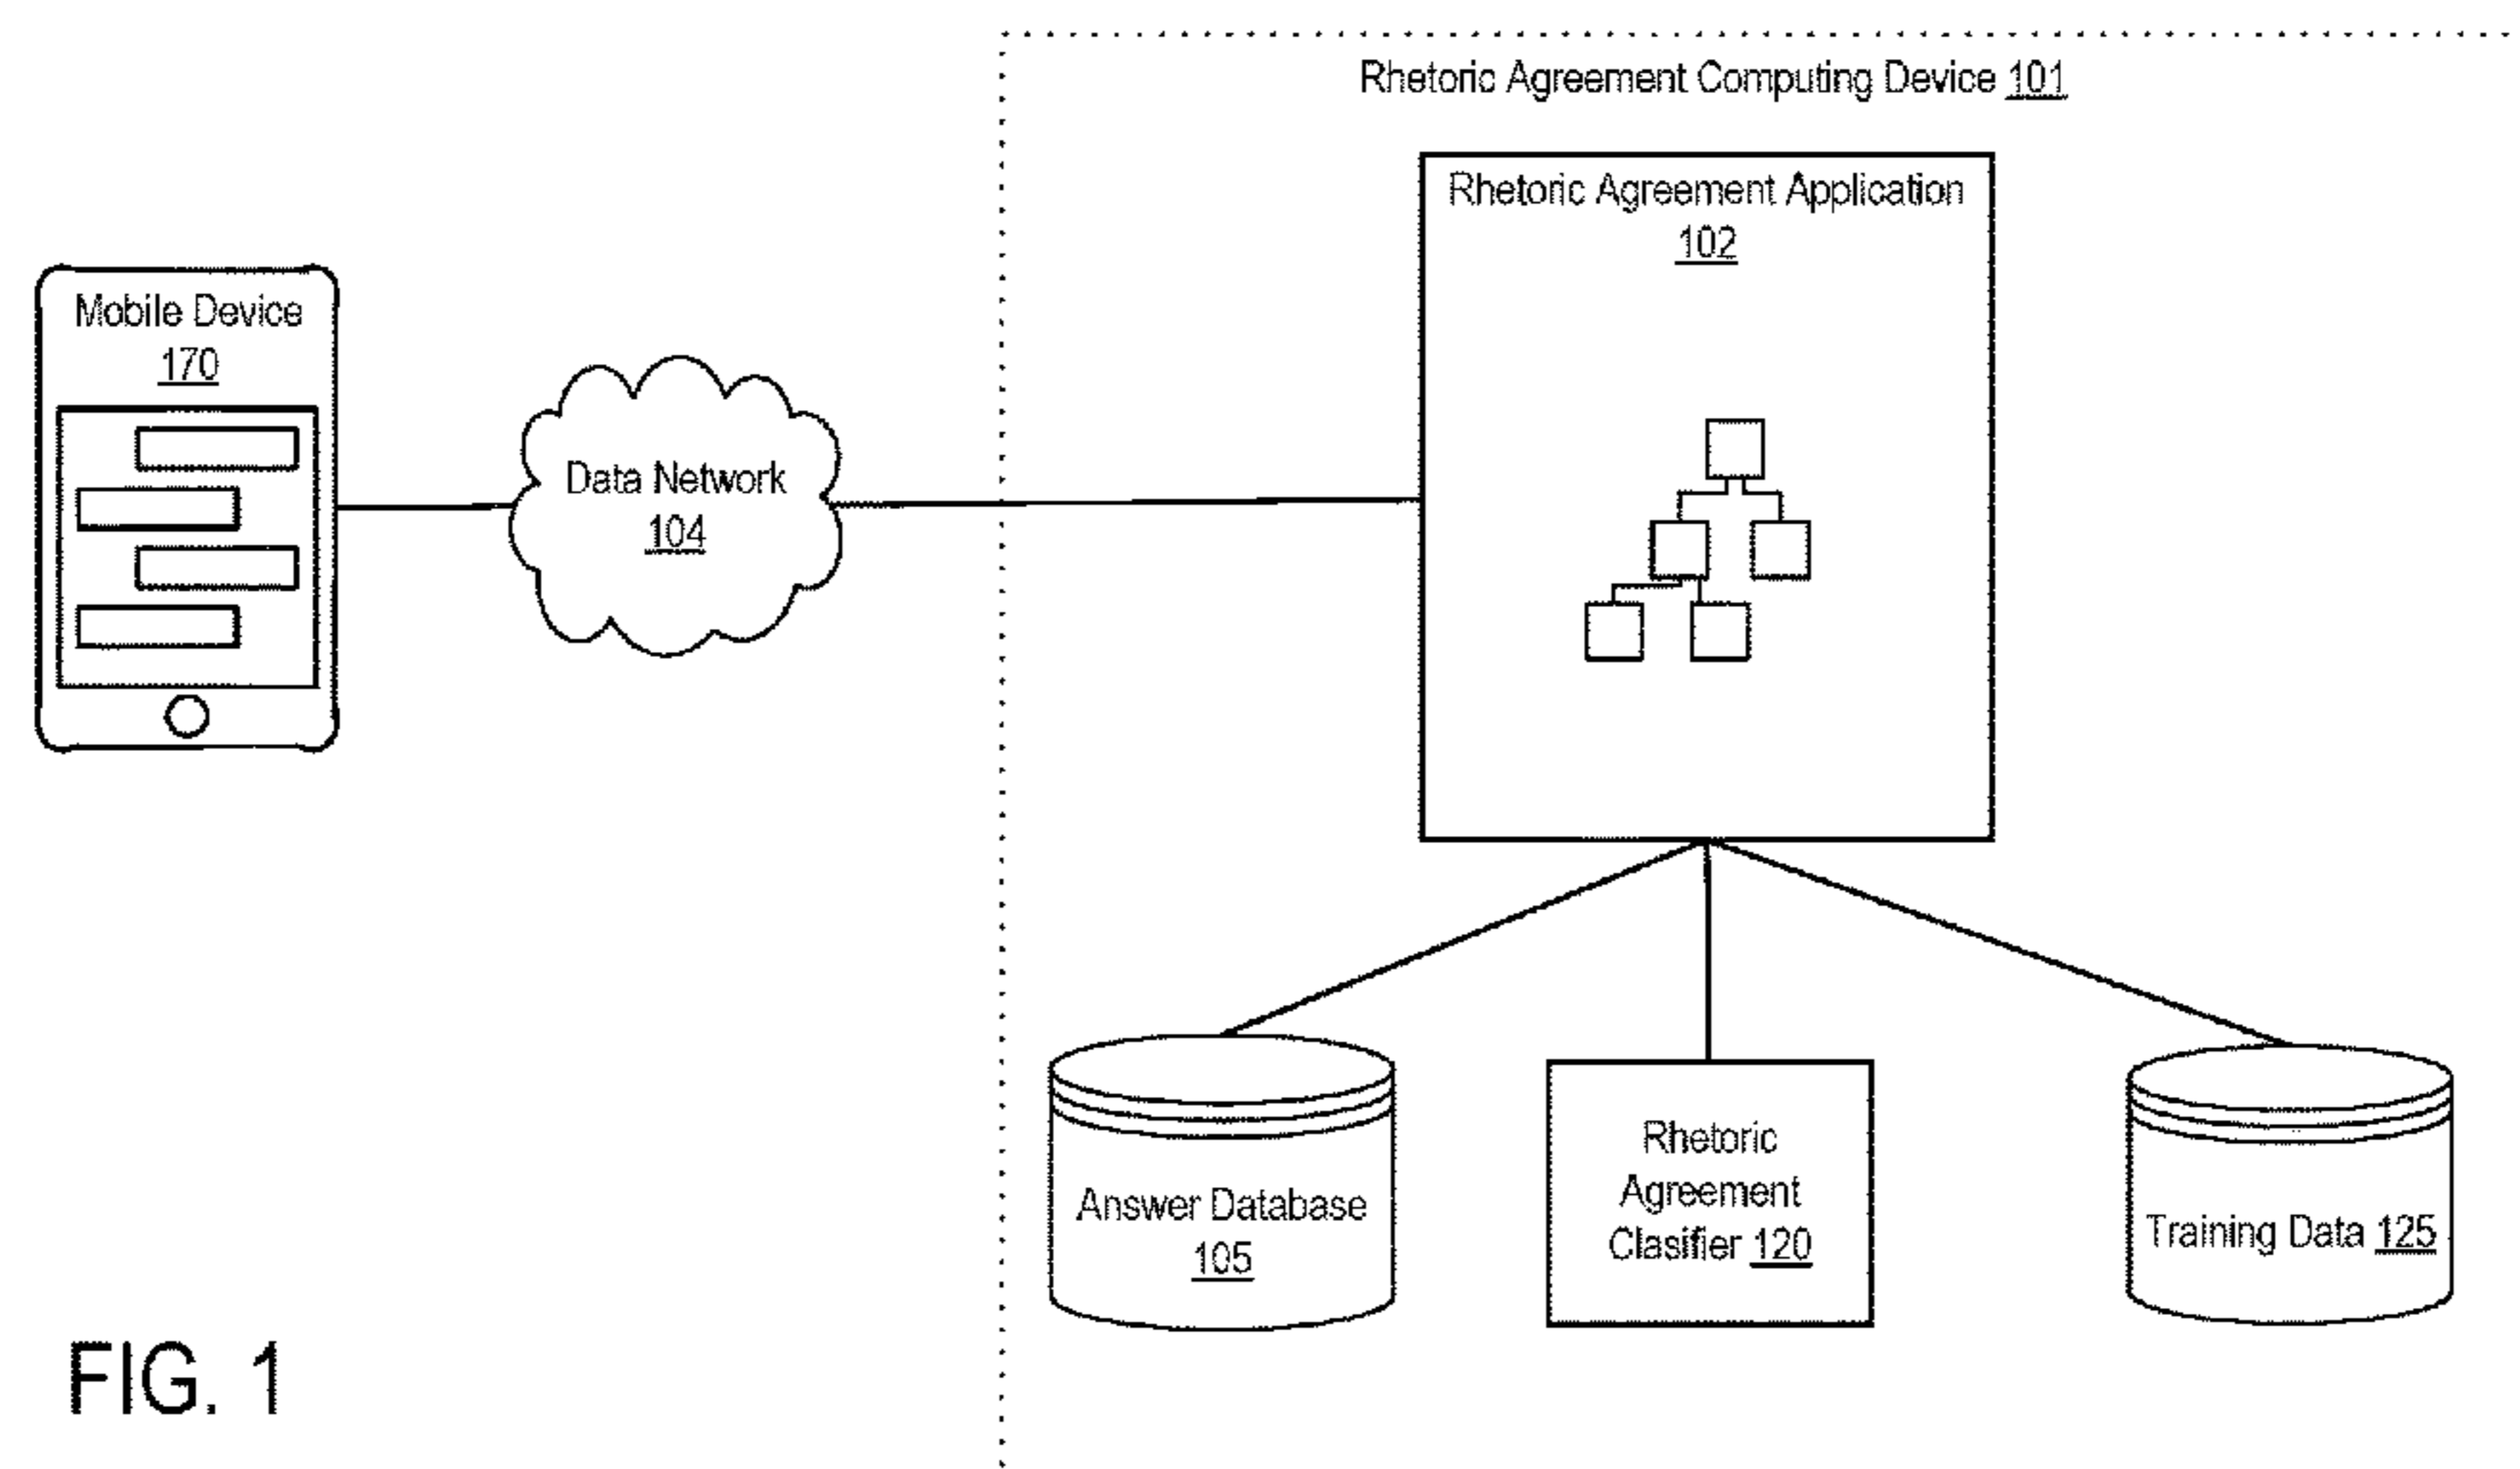 Rhetoric Agreement Computing Device 101
Rhetoric Agreement Application
102
Mobile Device
170
Data Network
104
Answer Database
105
Rhetoric
Agreement
Clasifier 120
Training Data 125
FIG. 1